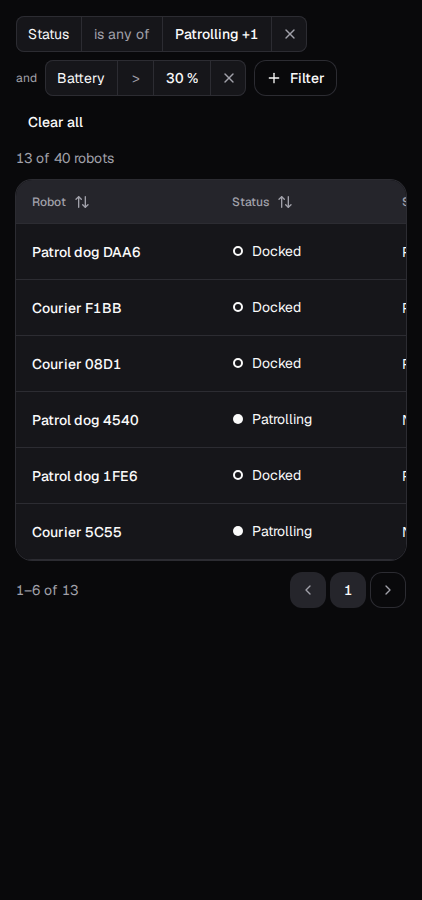 Status is any of Patrolling +1
and Battery > 30 % Filter
Clear all
13 of 40 robots
Robot Status
Patrol dog DAA6 Docked
Courier F1BB Docked
Courier 08D1 Docked
Patrol dog 4540 Patrolling
Patrol dog 1FE6 Docked
Courier 5C55 Patrolling
1–6 of 13 1